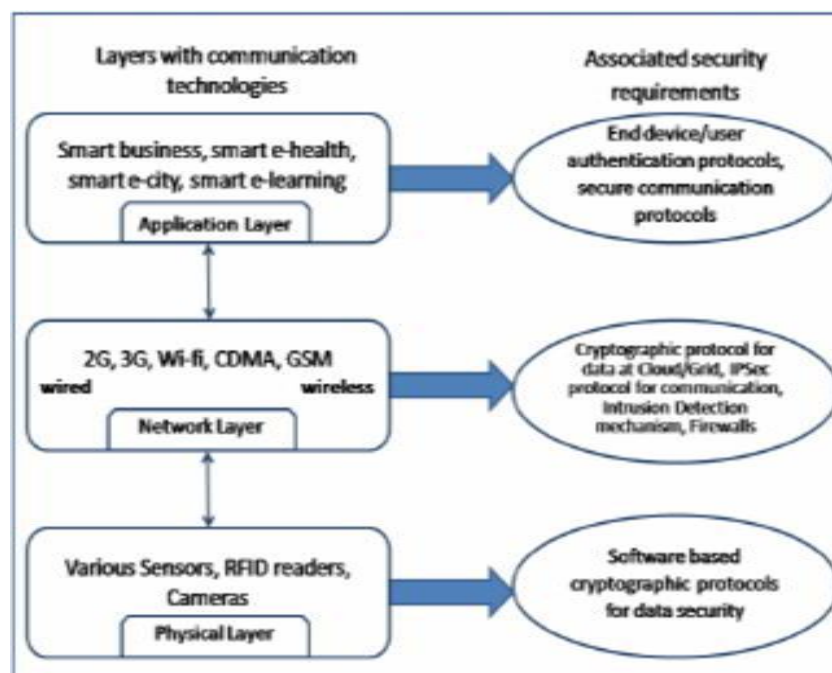 Layers with communication
technologies
Associated security
requirements
Smart business, smart e-health,
smart e-city, smart e-learning
Application Layer
End device/user
authentication protocols,
secure communication
protocols
2G, 3G, Wi-fi, CDMA, GSM
wired wireless
Network Layer
Cryptographic protocol for
data at Cloud/Grid, IPSec
protocol for communication,
Intrusion Detection
mechanism, Firewalls
Various Sensors, RFID readers,
Cameras
Physical Layer
Software based
cryptographic protocols
for data security